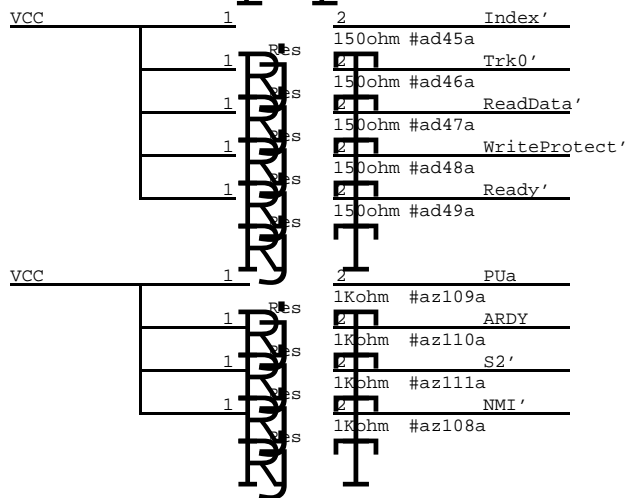 VCC 1 2 Index’
Res 150ohm #ad45a
1 2 Trk0’
Res 150ohm #ad46a
1 2 ReadData’
Res 150ohm #ad47a
1 2 WriteProtect’
Res 150ohm #ad48a
1 2 Ready’
Res 150ohm #ad49a
VCC 1 2 PUa
Res 1Kohm #az109a
1 2 ARDY
Res 1Kohm #az110a
1 2 S2’
Res 1Kohm #az111a
1 2 NMI’
Res 1Kohm #az108a